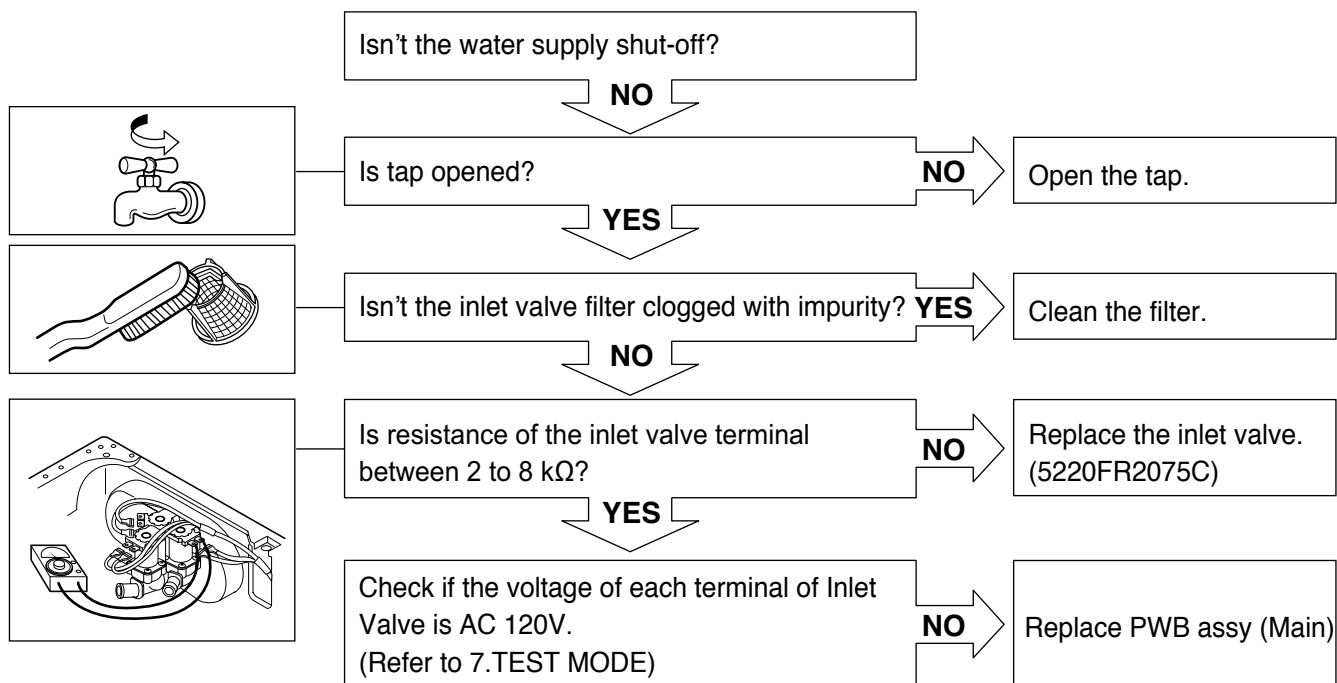 Isn't the water supply shut-off?
NO
Is tap opened?
NO
Open the tap.
YES
Isn't the inlet valve filter clogged with impurity?
YES
Clean the filter.
NO
Is resistance of the inlet valve terminal
between 2 to 8 kΩ?
NO
Replace the inlet valve.
(5220FR2075C)
YES
Check if the voltage of each terminal of Inlet
Valve is AC 120V.
(Refer to 7.TEST MODE)
NO
Replace PWB assy (Main)